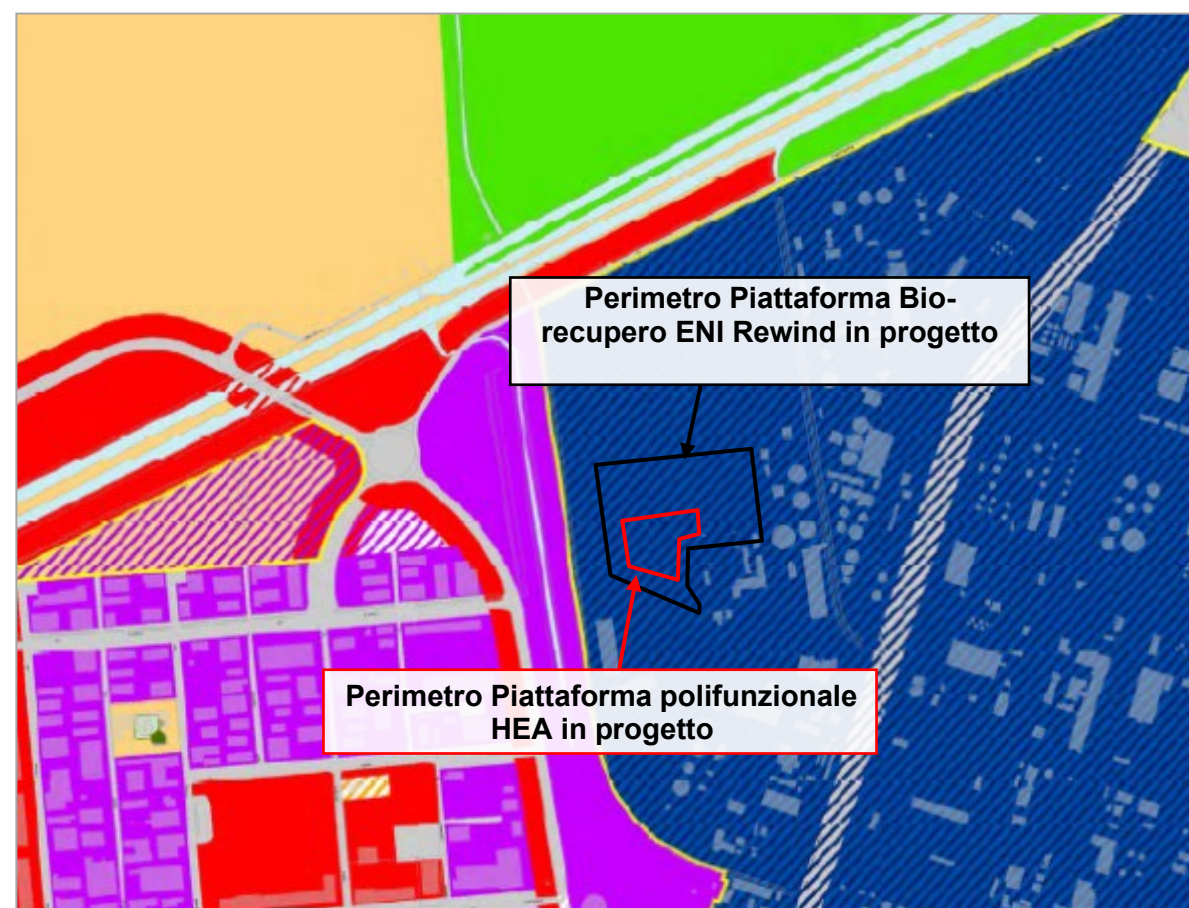 Perimetro Piattaforma Bio-
recupero ENI Rewind in progetto
Perimetro Piattaforma polifunzionale
HEA in progetto